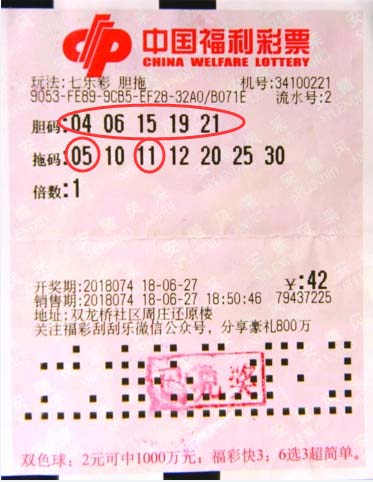 中国福利彩票
CHINA WELFARE LOTTERY
玩法:七乐彩 胆拖 机号:34100221
9053-FE89-9CB5-EF28-32A0/B071E 流水号:2
胆码:04 06 15 19 21
拖码:05 10 11 12 20 25 30
倍数:1
开奖期:2018074 18-06-27 ¥:42
销售期:2018074 18-06-27 18:50:46 79437225
地址:双龙桥社区周庄还原楼
关注福彩刮刮乐微信公众号，分享豪礼800万
已兑奖
双色球：2元可中1000万元，福彩快3；6选3超简单。